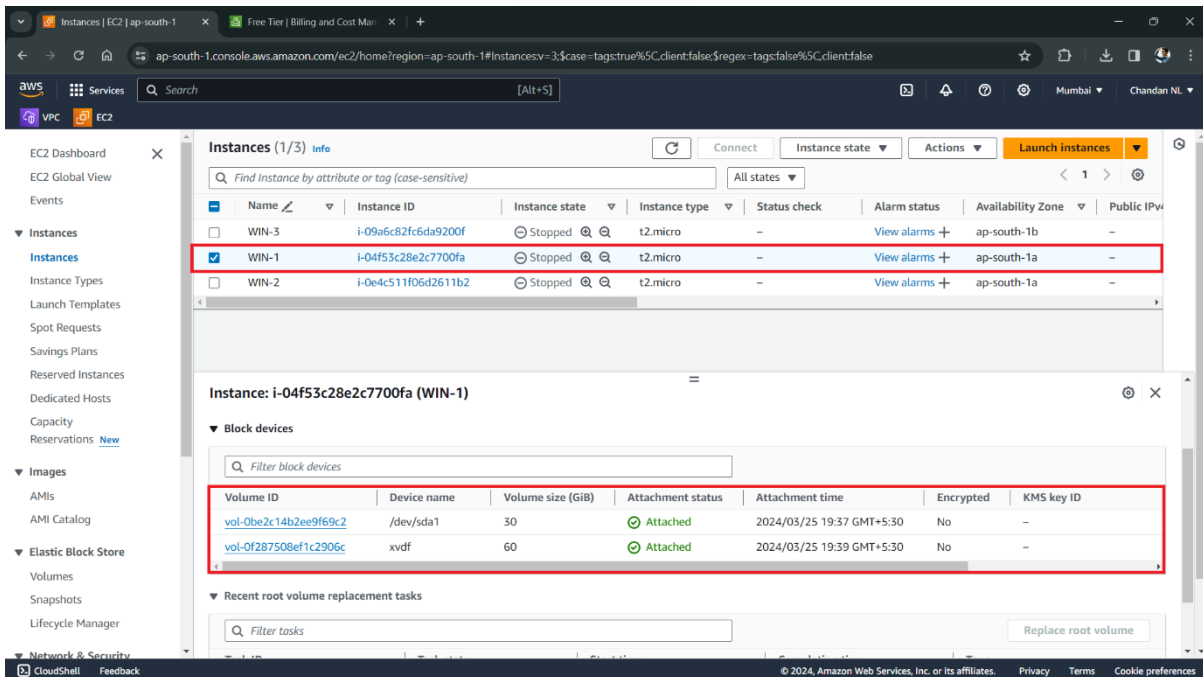 Instances | EC2 | ap-south-1
Free Tier | Billing and Cost Man
ap-south-1.console.aws.amazon.com/ec2/home?region=ap-south-1#Instances:v=3;$case=tags:true%5C,client:false;$regex=tags:false%5C,client:false
aws Services Search [Alt+S] Mumbai Chandan NL
VPC EC2
EC2 Dashboard
EC2 Global View
Events
Instances
Instances
Instance Types
Launch Templates
Spot Requests
Savings Plans
Reserved Instances
Dedicated Hosts
Capacity
Reservations New
Images
AMIs
AMI Catalog
Elastic Block Store
Volumes
Snapshots
Lifecycle Manager
Network & Security
Instances (1/3) Info Connect Instance state Actions Launch instances
Find Instance by attribute or tag (case-sensitive) All states 1
Name Instance ID Instance state Instance type Status check Alarm status Availability Zone Public IPv4
WIN-3 i-09a6c82fc6da9200f Stopped t2.micro – View alarms + ap-south-1b –
WIN-1 i-04f53c28e2c7700fa Stopped t2.micro – View alarms + ap-south-1a –
WIN-2 i-0e4c511f06d2611b2 Stopped t2.micro – View alarms + ap-south-1a –
Instance: i-04f53c28e2c7700fa (WIN-1)
Block devices
Filter block devices
Volume ID Device name Volume size (GiB) Attachment status Attachment time Encrypted KMS key ID
vol-0be2c14b2ee9f69c2 /dev/sda1 30 Attached 2024/03/25 19:37 GMT+5:30 No –
vol-0f287508ef1c2906c xvdf 60 Attached 2024/03/25 19:39 GMT+5:30 No –
Recent root volume replacement tasks
Filter tasks Replace root volume
CloudShell Feedback © 2024, Amazon Web Services, Inc. or its affiliates. Privacy Terms Cookie preferences